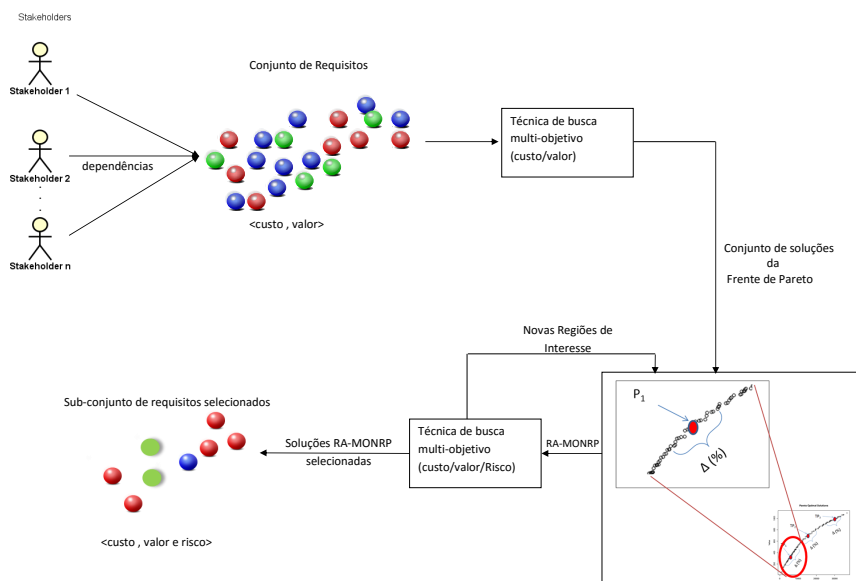 Stakeholders
Stakeholder 1
Stakeholder 2
Stakeholder n
dependências
Conjunto de Requisitos
<custo , valor>
Técnica de busca
multi-objetivo
(custo/valor)
Conjunto de soluções
da
Frente de Pareto
Novas Regiões de
Interesse
P1
Δ (%)
RA-MONRP
Técnica de busca
multi-objetivo
(custo/valor/Risco)
Soluções RA-MONRP
selecionadas
Sub-conjunto de requisitos selecionados
<custo , valor e risco>
Δ (%)
Δ (%)
Δ (%)